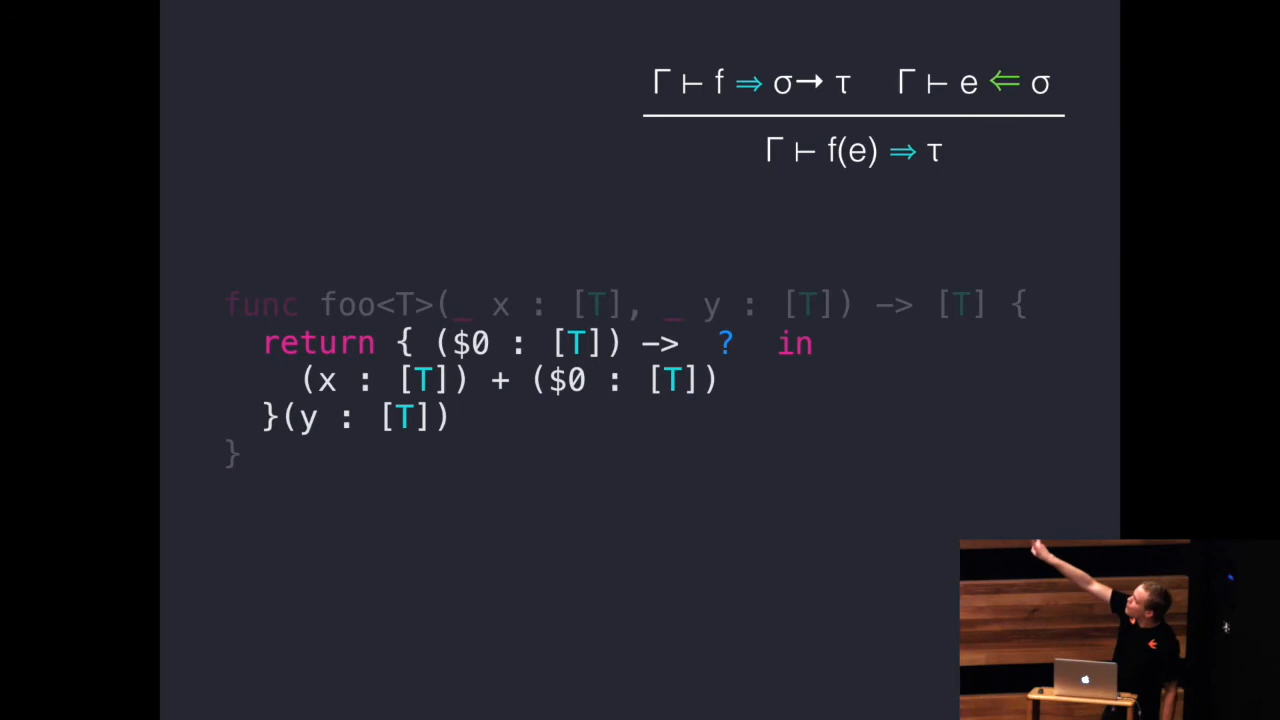 Γ ⊢ f ⇒ σ→ τ Γ ⊢ e ⇐ σ
Γ ⊢ f(e) ⇒ τ
func foo<T>(_ x : [T], _ y : [T]) -> [T] {
return { ($0 : [T]) -> ? in
(x : [T]) + ($0 : [T])
}(y : [T])
}